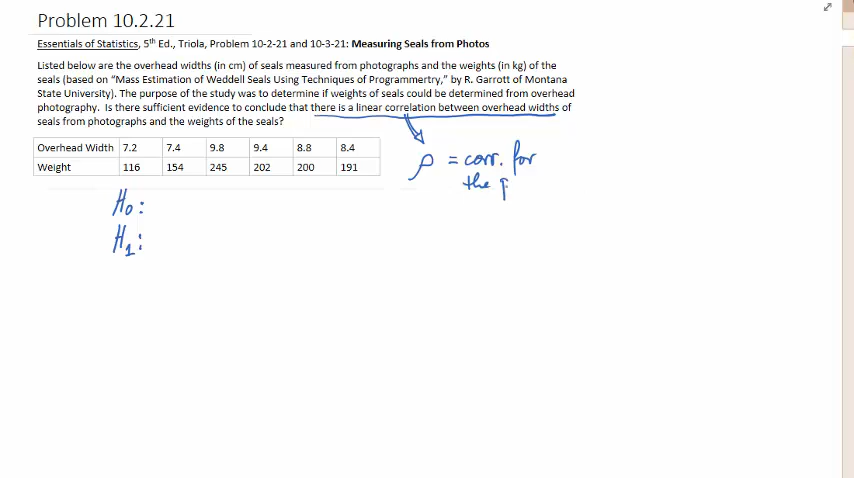 Problem 10.2.21
Essentials of Statistics, 5th Ed., Triola, Problem 10-2-21 and 10-3-21: Measuring Seals from Photos
Listed below are the overhead widths (in cm) of seals measured from photographs and the weights (in kg) of the
seals (based on "Mass Estimation of Weddell Seals Using Techniques of Programmertry," by R. Garrott of Montana
State University). The purpose of the study was to determine if weights of seals could be determined from overhead
photography. Is there sufficient evidence to conclude that there is a linear correlation between overhead widths of
seals from photographs and the weights of the seals?
Overhead Width 7.2 7.4 9.8 9.4 8.8 8.4
Weight 116 154 245 202 200 191
ρ = corr. for
the
H₀:
H₁: